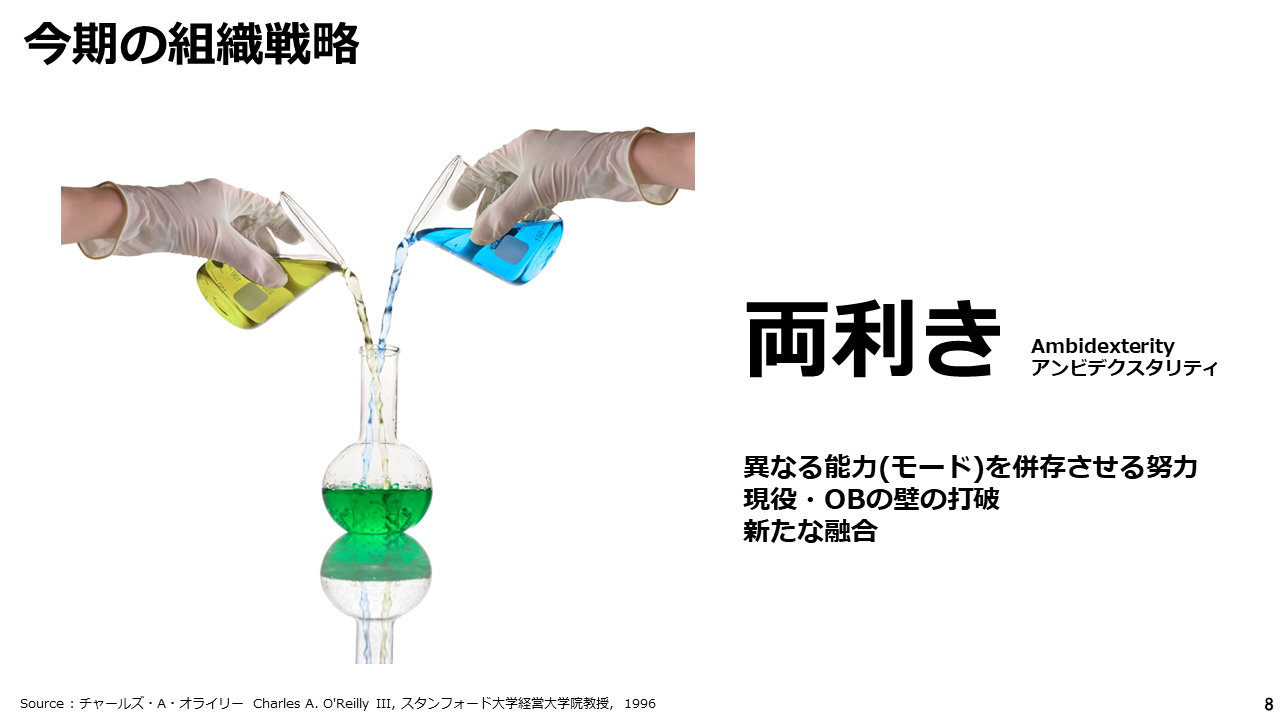 今期の組織戦略
両利き
Ambidexterity
アンビデクスタリティ
異なる能力(モード)を併存させる努力
現役・OBの壁の打破
新たな融合
Source : チャールズ・A・オライリー Charles A. O'Reilly III, スタンフォード大学経営大学院教授, 1996
8